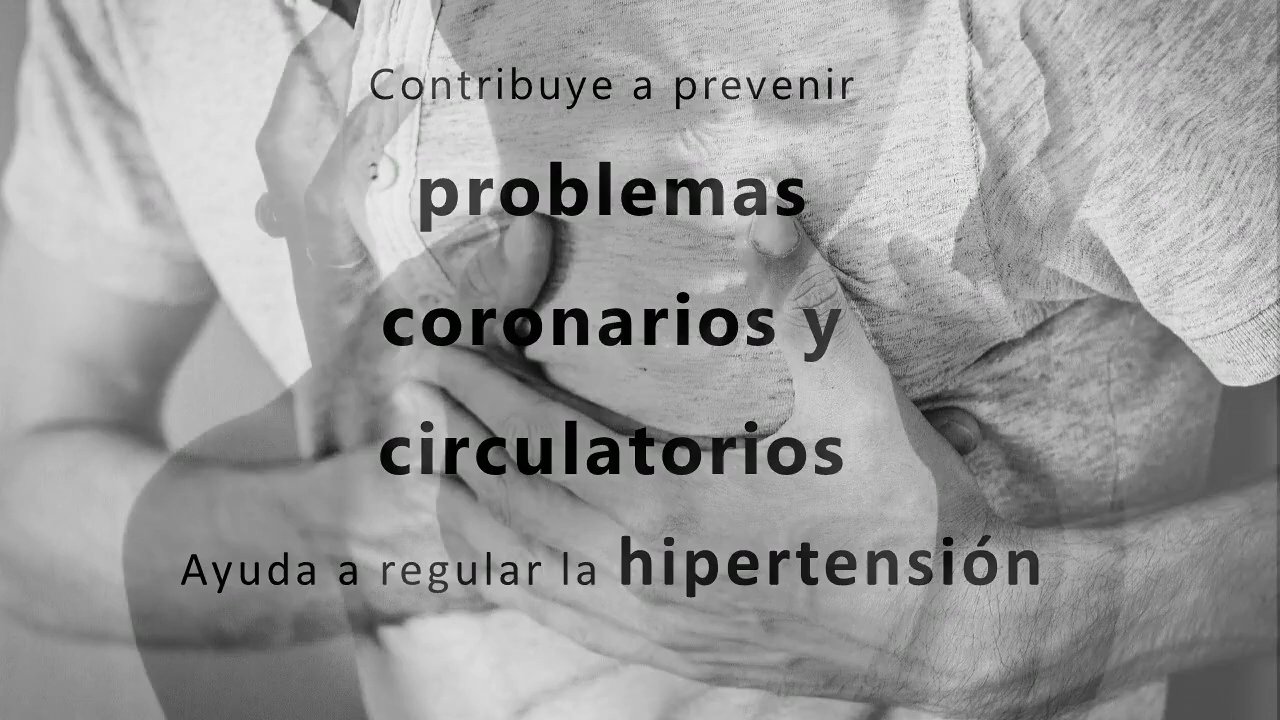 Contribuye a prevenir
problemas
coronarios y
circulatorios
Ayuda a regular la hipertensión